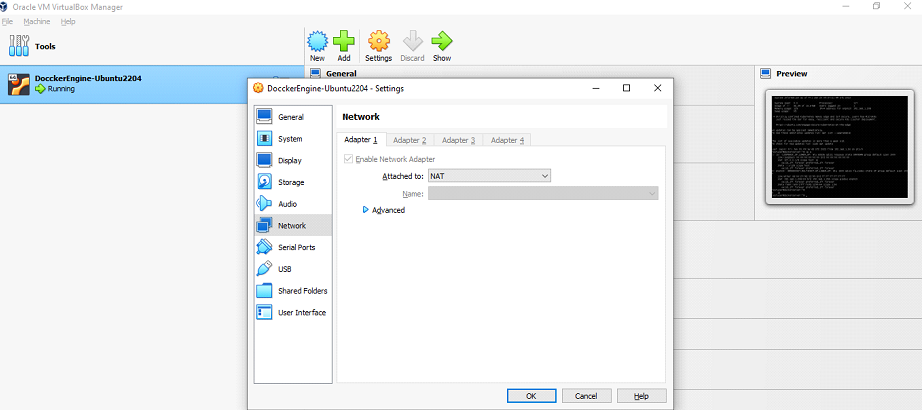 Oracle VM VirtualBox Manager
File Machine Help
Tools
New Add Settings Discard Show
DocckerEngine-Ubuntu2204
Running
General
Preview
DocckerEngine-Ubuntu2204 - Settings
General
System
Display
Storage
Audio
Network
Serial Ports
USB
Shared Folders
User Interface
Network
Adapter 1 Adapter 2 Adapter 3 Adapter 4
Enable Network Adapter
Attached to: NAT
Name:
Advanced
OK Cancel Help